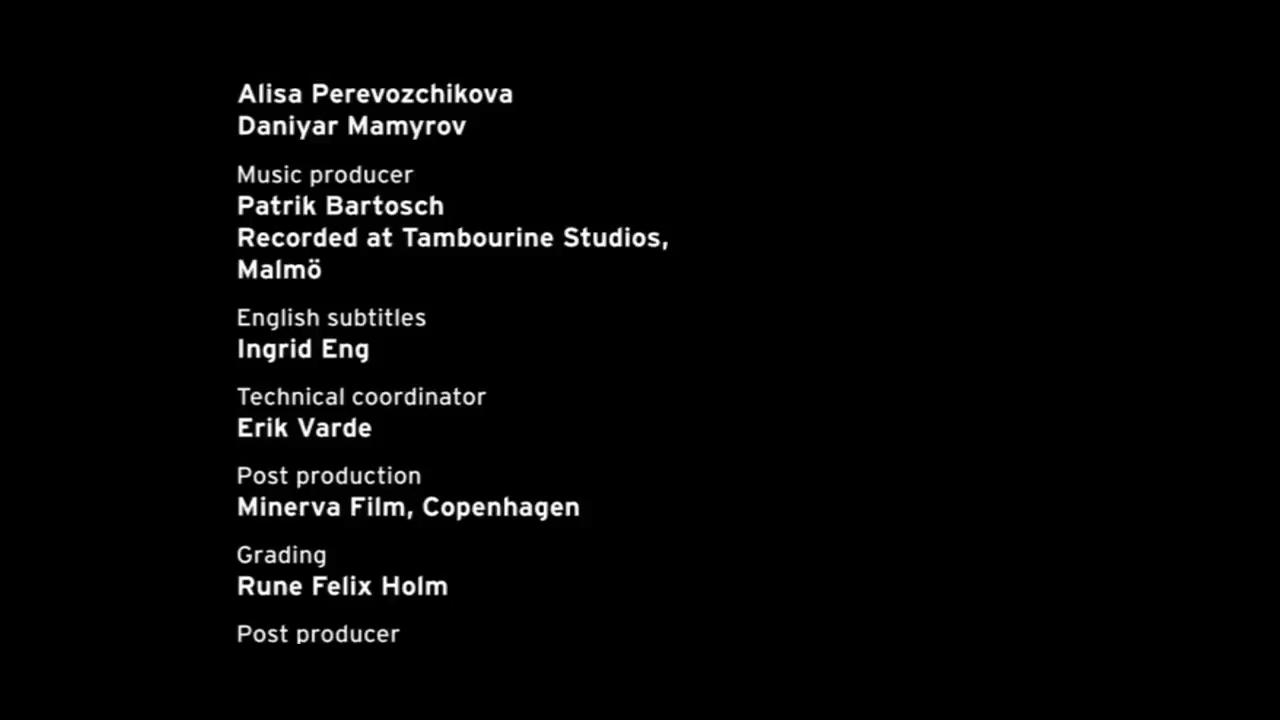 Alisa Perevozchikova
Daniyar Mamyrov
Music producer
Patrik Bartosch
Recorded at Tambourine Studios,
Malmö
English subtitles
Ingrid Eng
Technical coordinator
Erik Varde
Post production
Minerva Film, Copenhagen
Grading
Rune Felix Holm
Post producer